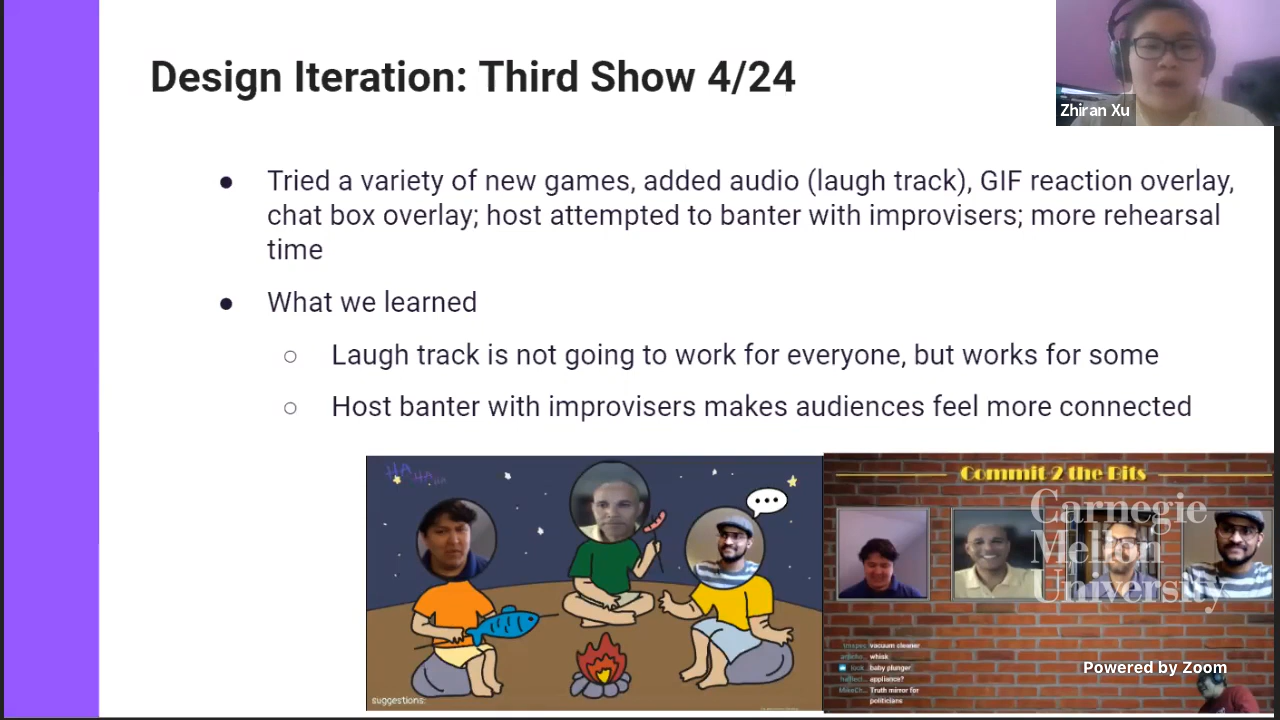 Design Iteration: Third Show 4/24
Zhiran Xu
Tried a variety of new games, added audio (laugh track), GIF reaction overlay,
chat box overlay; host attempted to banter with improvisers; more rehearsal
time
What we learned
Laugh track is not going to work for everyone, but works for some
Host banter with improvisers makes audiences feel more connected
suggestions:
Commit 2 the Bits
Carnegie
Mellon
University
vacuum cleaner
whisk
baby plunger
appliance?
Truth mirror for
politicians
Powered by Zoom